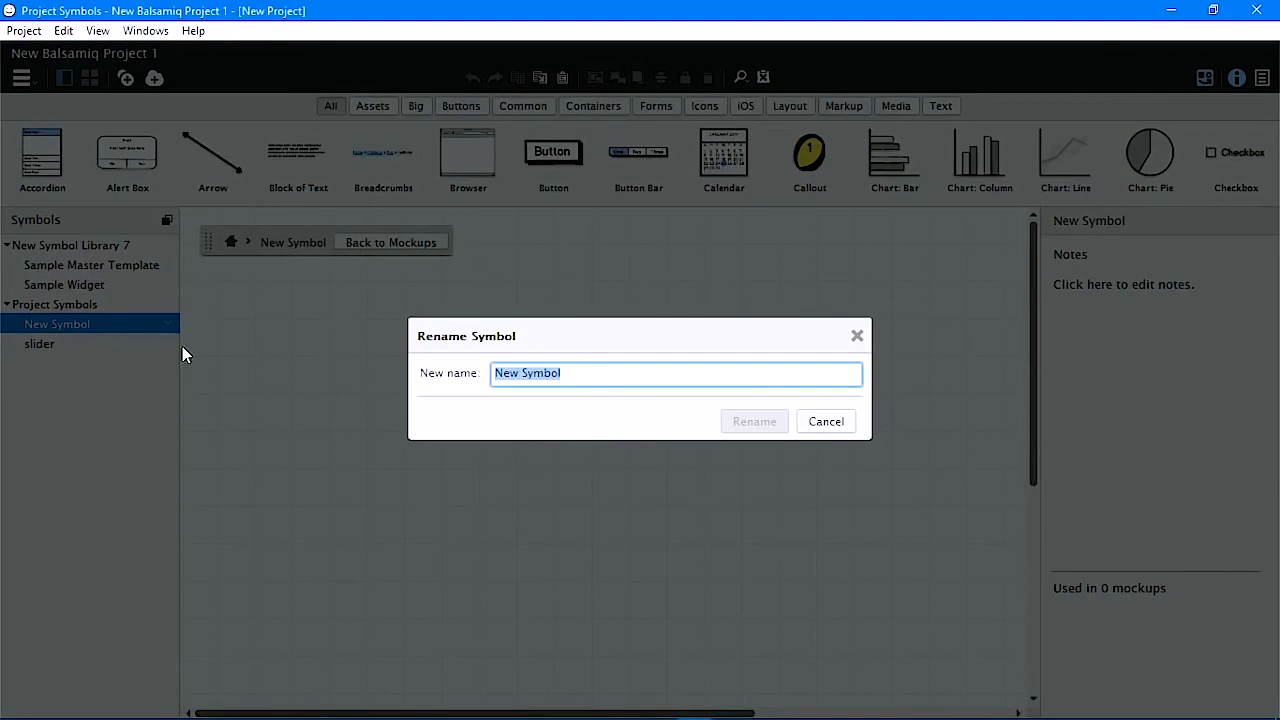 Project Symbols - New Balsamiq Project 1 - [New Project]
Project Edit View Windows Help
New Balsamiq Project 1
All Assets Big Buttons Common Containers Forms Icons iOS Layout Markup Media Text
Button
JANUARY
1
Checkbox
Accordion Alert Box Arrow Block of Text Breadcrumbs Browser Button Button Bar Calendar Callout Chart: Bar Chart: Column Chart: Line Chart: Pie Checkbox
Symbols
New Symbol Library 7
Sample Master Template
Sample Widget
Project Symbols
New Symbol
slider
New Symbol Back to Mockups
Rename Symbol
New name: New Symbol
Rename Cancel
New Symbol
Notes
Click here to edit notes.
Used in 0 mockups